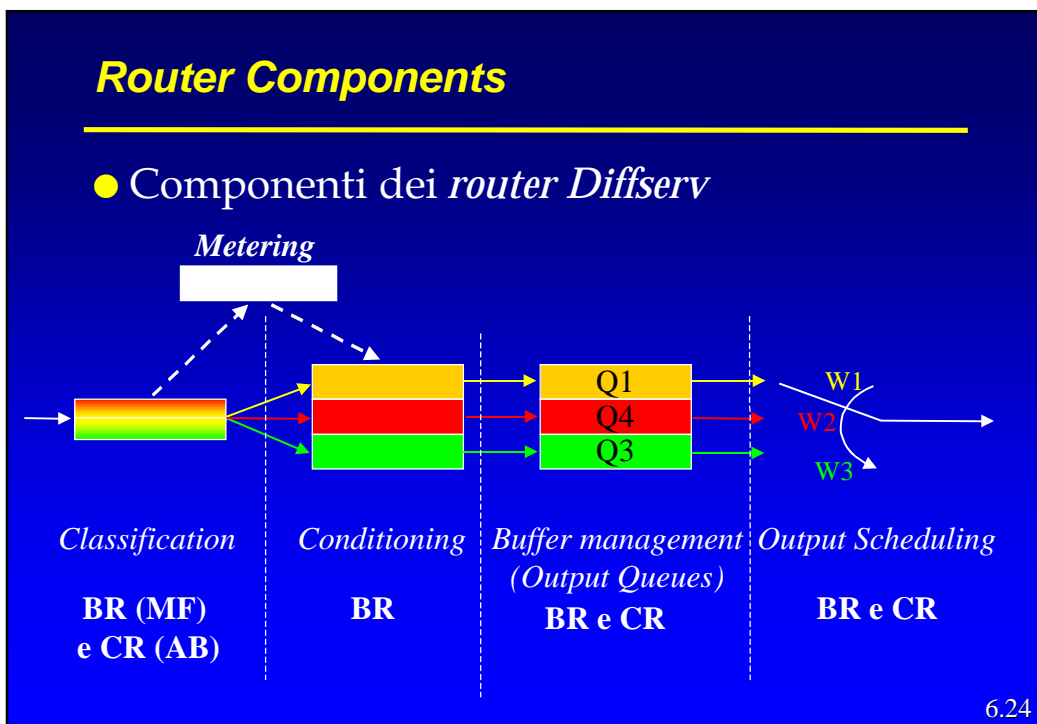 Router Components
● Componenti dei router Diffserv
Metering
Q1
Q4
Q3
W1
W2
W3
Classification
Conditioning
Buffer management
(Output Queues)
Output Scheduling
BR (MF)
e CR (AB)
BR
BR e CR
BR e CR
6.24